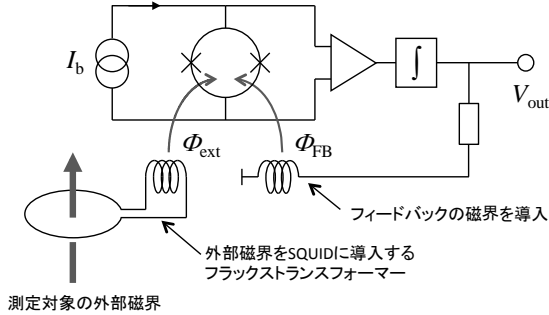 I_b
∫
V_out
Φ_ext
Φ_FB
フィードバックの磁界を導入
外部磁界をSQUIDに導入する
フラックストランスフォーマー
測定対象の外部磁界